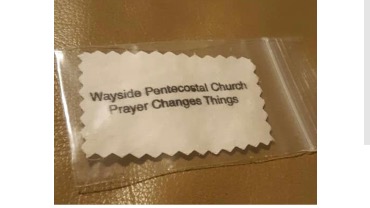 Wayside Pentecostal Church
Prayer Changes Things